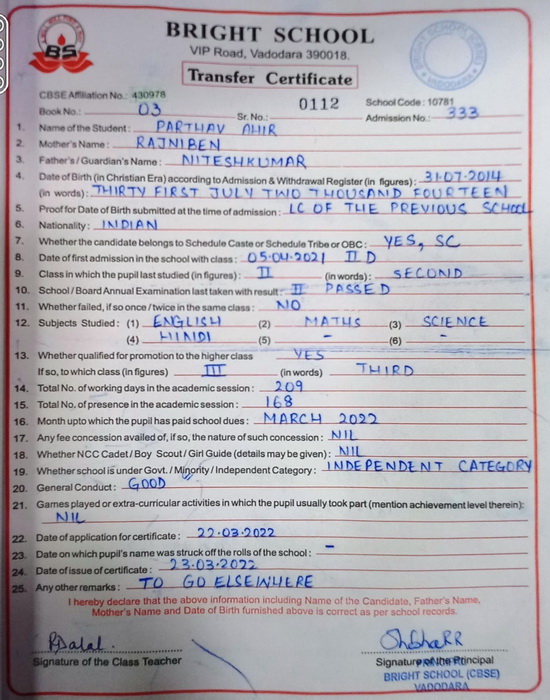 BRIGHT SCHOOL
VIP Road, Vadodara 390018.
BS
BRIGHT SCHOOL (CBSE) VADODARA
Transfer Certificate
CBSE Affiliation No.: 430978
Book No.: 03 Sr. No.: 0112 School Code : 10781
Admission No.: 333
1. Name of the Student: PARTHAV AHIR
2. Mother's Name: RAJNIBEN
3. Father's / Guardian's Name : NITESHKUMAR
4. Date of Birth (in Christian Era) according to Admission & Withdrawal Register (in figures) : 31-07-2014
(in words) : THIRTY FIRST JULY TWO THOUSAND FOURTEEN
5. Proof for Date of Birth submitted at the time of admission : LC OF THE PREVIOUS SCHOOL
6. Nationality : INDIAN
7. Whether the candidate belongs to Schedule Caste or Schedule Tribe or OBC : YES, SC
8. Date of first admission in the school with class : 05-04-2021 II D
9. Class in which the pupil last studied (in figures) : II (in words) : SECOND
10. School / Board Annual Examination last taken with result : II PASSED
11. Whether failed, if so once / twice in the same class : NO
12. Subjects Studied : (1) ENGLISH (2) MATHS (3) SCIENCE
(4) HINDI (5) - (6) -
13. Whether qualified for promotion to the higher class YES
If so, to which class (in figures) III (in words) THIRD
14. Total No. of working days in the academic session : 209
15. Total No. of presence in the academic session : 168
16. Month upto which the pupil has paid school dues : MARCH 2022
17. Any fee concession availed of, if so, the nature of such concession : NIL
18. Whether NCC Cadet / Boy Scout / Girl Guide (details may be given) : NIL
19. Whether school is under Govt. / Minority / Independent Category : INDEPENDENT CATEGORY
20. General Conduct : GOOD
21. Games played or extra-curricular activities in which the pupil usually took part (mention achievement level therein) :
NIL
22. Date of application for certificate : 22-03-2022
23. Date on which pupil's name was struck off the rolls of the school : -
24. Date of issue of certificate : 23-03-2022
25. Any other remarks : TO GO ELSEWHERE
I hereby declare that the above information including Name of the Candidate, Father's Name,
Mother's Name and Date of Birth furnished above is correct as per school records.
Signature of the Class Teacher Signature of the Principal
BRIGHT SCHOOL (CBSE)
VADODARA